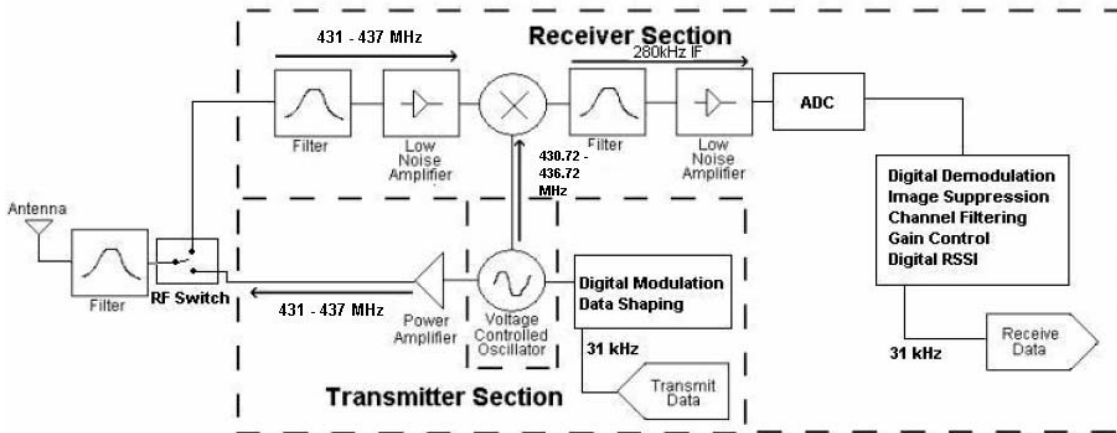 431 - 437 MHz
Receiver Section
280kHz IF
ADC
Filter
Low
Noise
Amplifier
430.72 -
436.72
MHz
Filter
Low
Noise
Amplifier
Digital Demodulation
Image Suppression
Channel Filtering
Gain Control
Digital RSSI
Antenna
Filter
RF Switch
431 - 437 MHz
Power
Amplifier
Voltage
Controlled
Oscillator
Digital Modulation
Data Shaping
31 kHz
Transmit
Data
31 kHz
Receive
Data
Transmitter Section